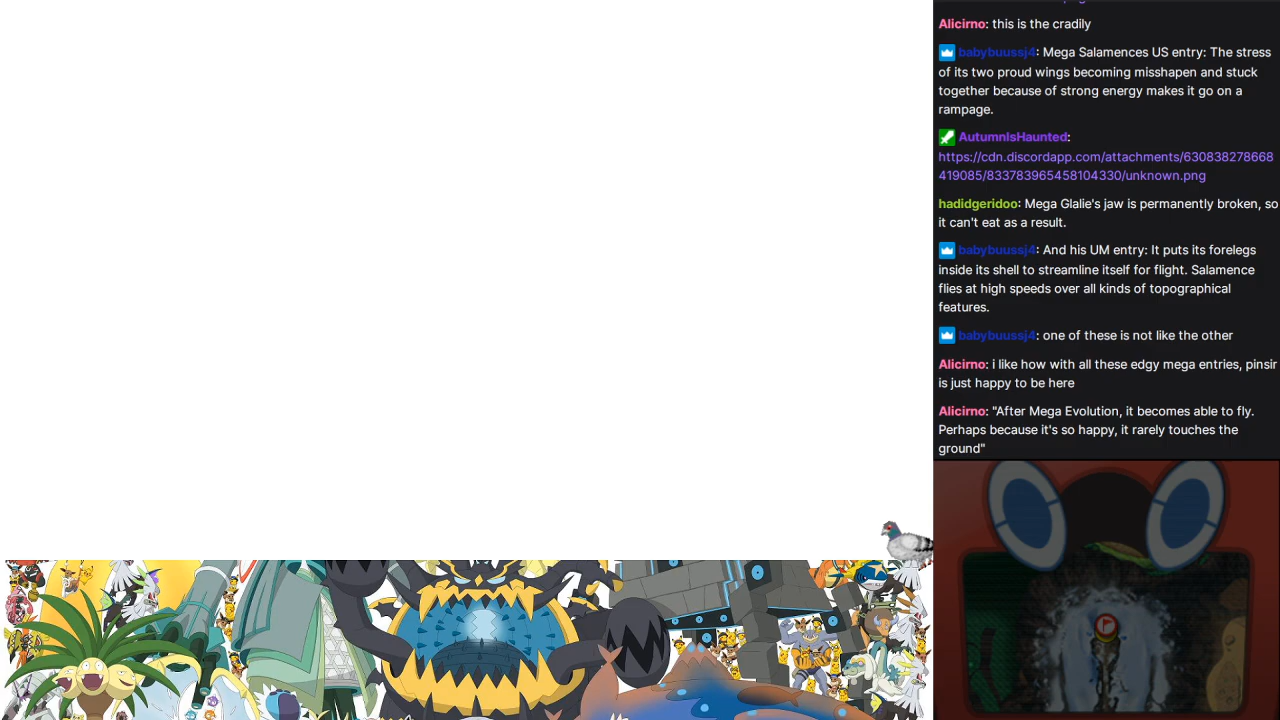 Alicirno: this is the cradily
babybuussj4: Mega Salamences US entry: The stress
of its two proud wings becoming misshapen and stuck
together because of strong energy makes it go on a
rampage.
AutumnIsHaunted:
https://cdn.discordapp.com/attachments/630838278668
419085/833783965458104330/unknown.png
hadidgeridoo: Mega Glalie's jaw is permanently broken, so
it can't eat as a result.
babybuussj4: And his UM entry: It puts its forelegs
inside its shell to streamline itself for flight. Salamence
flies at high speeds over all kinds of topographical
features.
babybuussj4: one of these is not like the other
Alicirno: i like how with all these edgy mega entries, pinsir
is just happy to be here
Alicirno: "After Mega Evolution, it becomes able to fly.
Perhaps because it's so happy, it rarely touches the
ground"